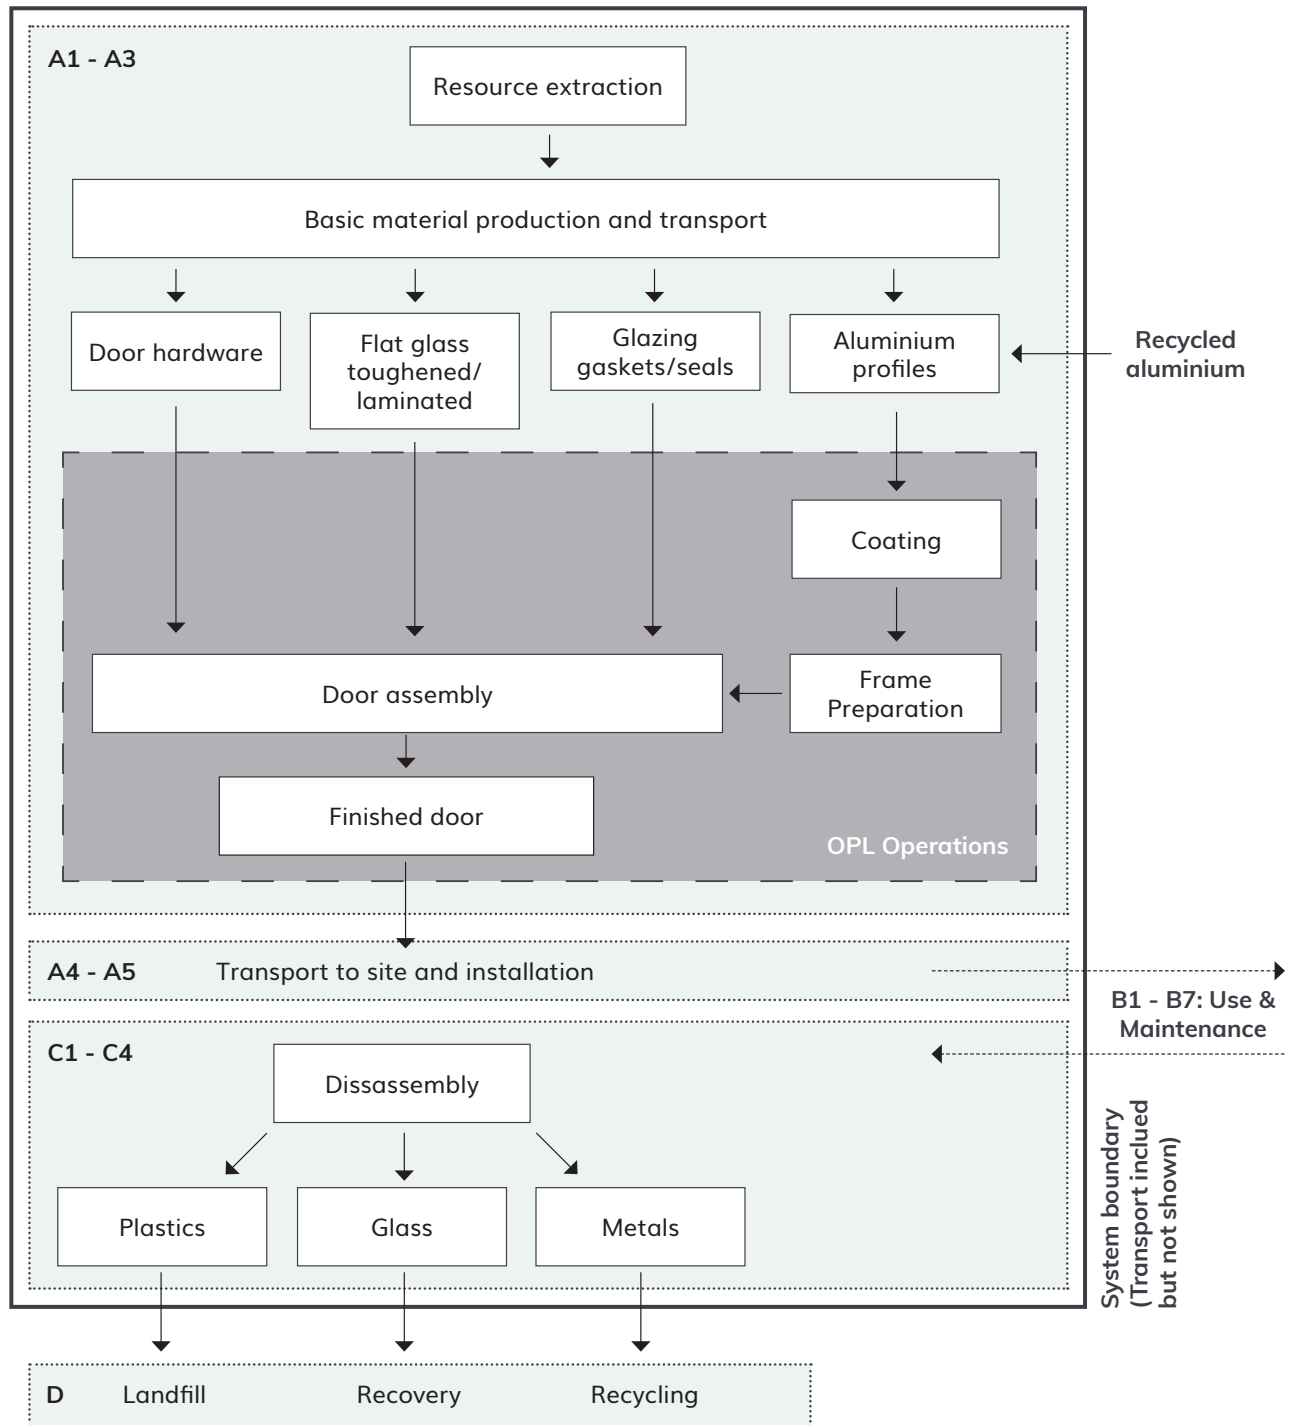 A1 - A3
Resource extraction
Basic material production and transport
Door hardware
Flat glass
toughened/
laminated
Glazing
gaskets/seals
Aluminium
profiles
Recycled
aluminium
Coating
Door assembly
Frame
Preparation
Finished door
OPL Operations
A4 - A5
Transport to site and installation
B1 - B7: Use &
Maintenance
C1 - C4
Dissassembly
Plastics
Glass
Metals
System boundary
(Transport included
but not shown)
D
Landfill
Recovery
Recycling